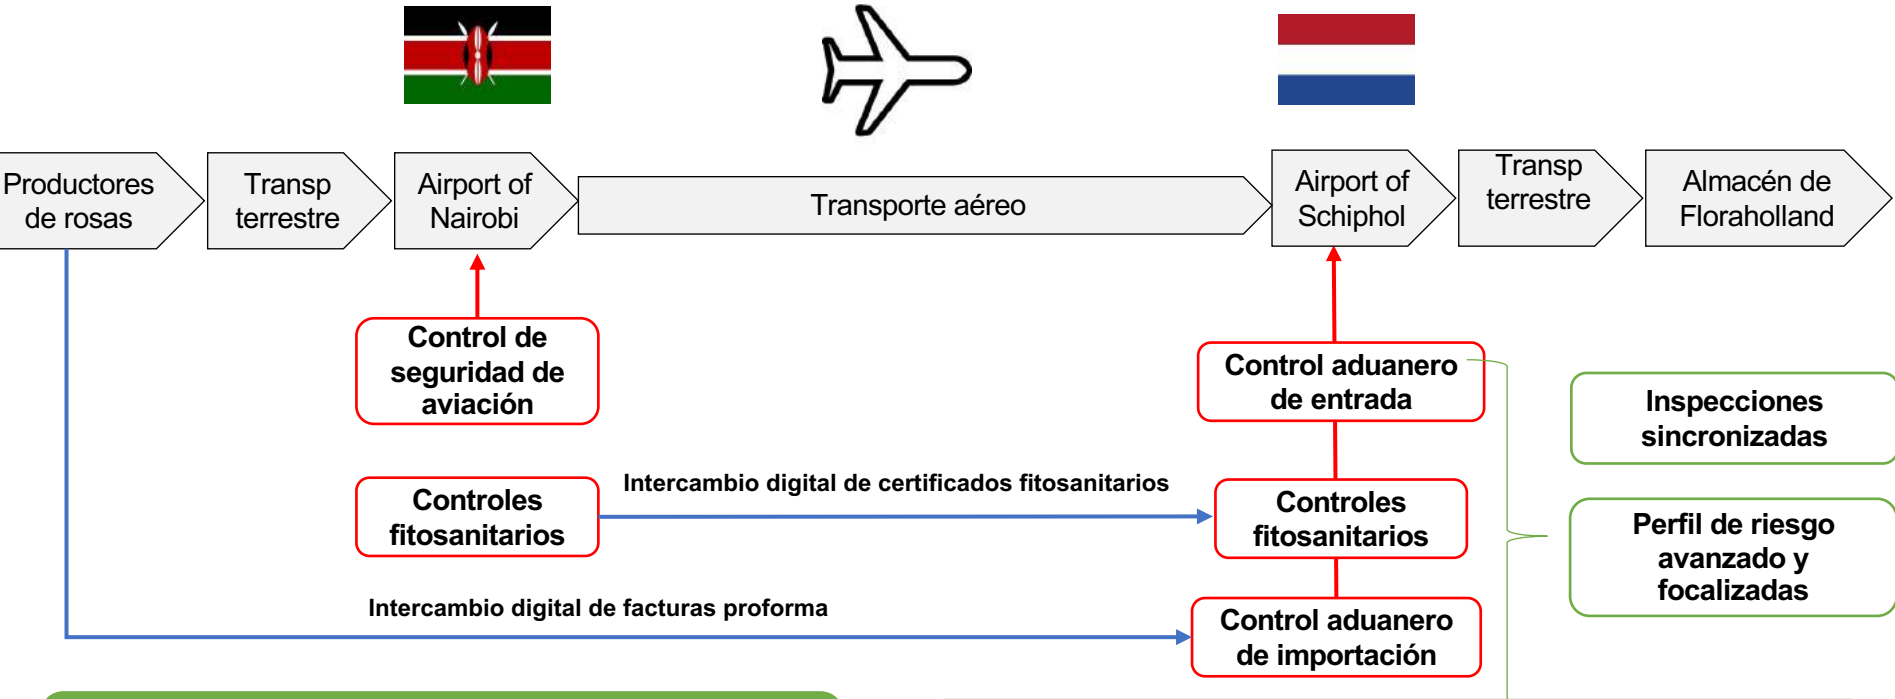 Productores
de rosas
Transp
terrestre
Airport of
Nairobi
Transporte aéreo
Airport of
Schiphol
Transp
terrestre
Almacén de
Floraholland
Control de
seguridad de
aviación
Control aduanero
de entrada
Inspecciones
sincronizadas
Controles
fitosanitarios
Intercambio digital de certificados fitosanitarios
Controles
fitosanitarios
Perfil de riesgo
avanzado y
focalizadas
Intercambio digital de facturas proforma
Control aduanero
de importación